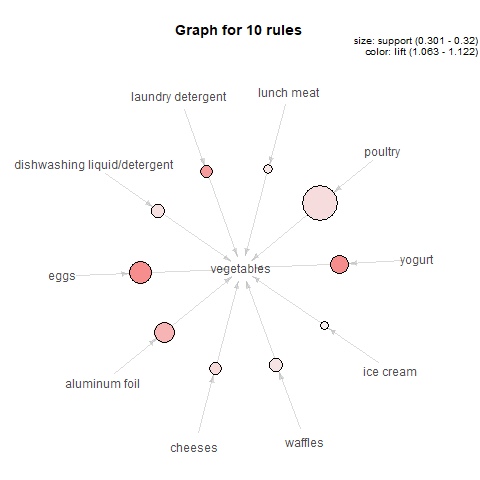 Graph for 10 rules
size: support (0.301 - 0.32)
color: lift (1.063 - 1.122)
laundry detergent
lunch meat
poultry
dishwashing liquid/detergent
yogurt
vegetables
eggs
ice cream
aluminum foil
waffles
cheeses